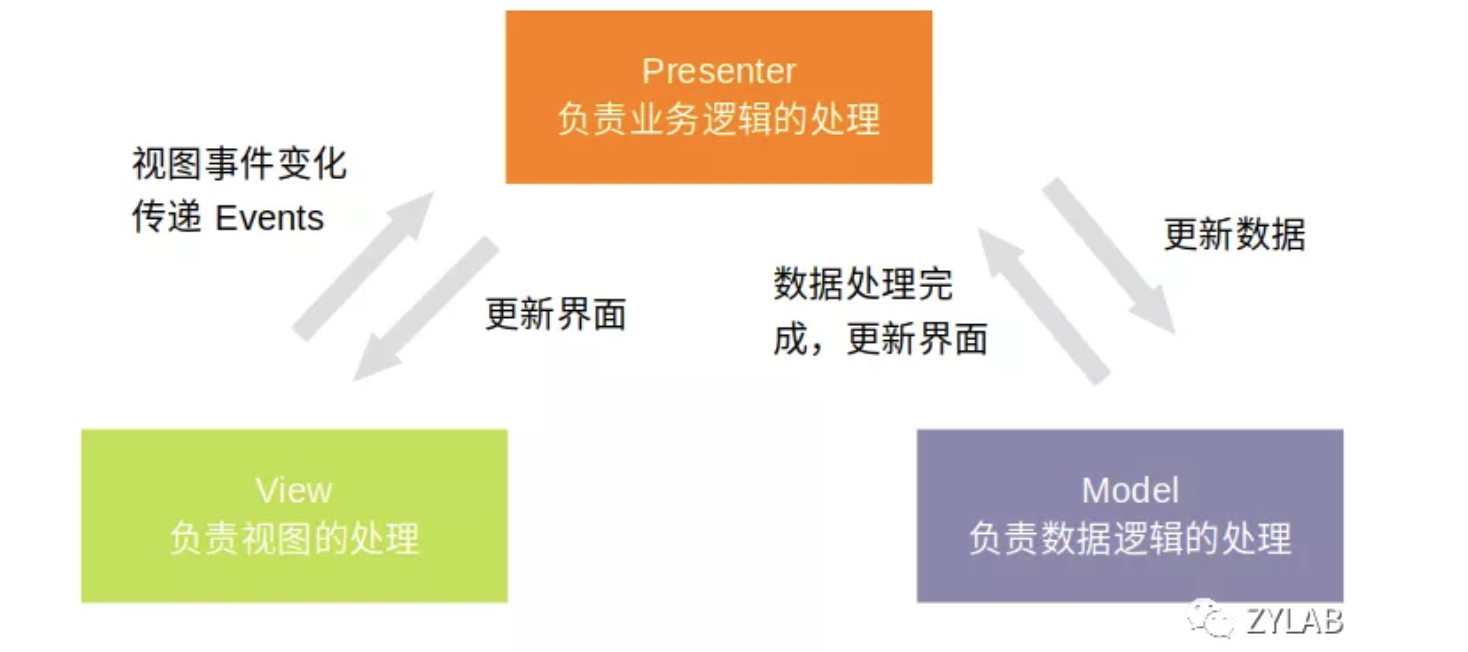 Presenter
负责业务逻辑的处理
视图事件变化
传递 Events
更新界面
数据处理完
成，更新界面
更新数据
View
负责视图的处理
Model
负责数据逻辑的处理
ZYLAB